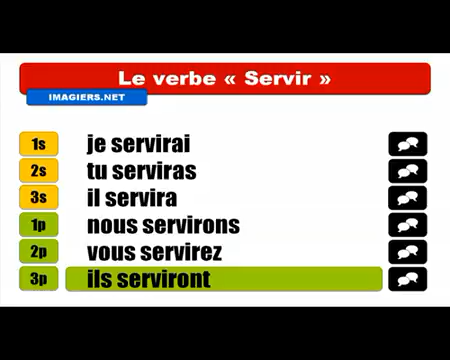 Le verbe « Servir »
IMAGIERS.NET
1s je servirai
2s tu serviras
3s il servira
1p nous servirons
2p vous servirez
3p ils serviront